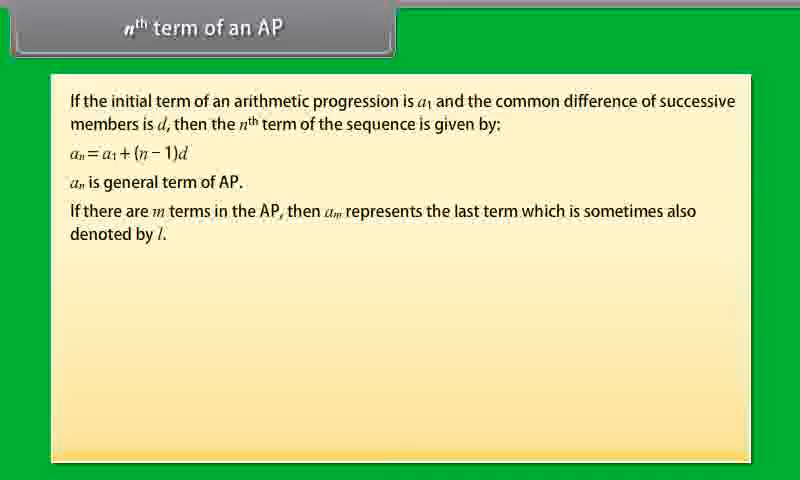 nᵗʰ term of an AP
If the initial term of an arithmetic progression is a₁ and the common difference of successive
members is d, then the nᵗʰ term of the sequence is given by:
aₙ = a₁ + (n − 1)d
aₙ is general term of AP.
If there are m terms in the AP, then aₘ represents the last term which is sometimes also
denoted by l.